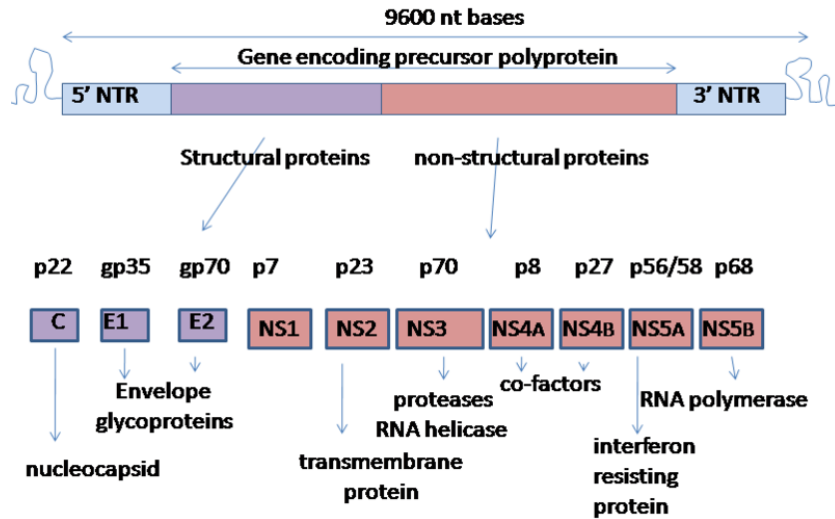 9600 nt bases
Gene encoding precursor polyprotein
5’ NTR
3’ NTR
Structural proteins
non-structural proteins
p22 gp35 gp70 p7 p23 p70 p8 p27 p56/58 p68
C E1 E2 NS1 NS2 NS3 NS4A NS4B NS5A NS5B
Envelope
glycoproteins
co-factors
proteases
RNA helicase
RNA polymerase
nucleocapsid
transmembrane
protein
interferon
resisting
protein